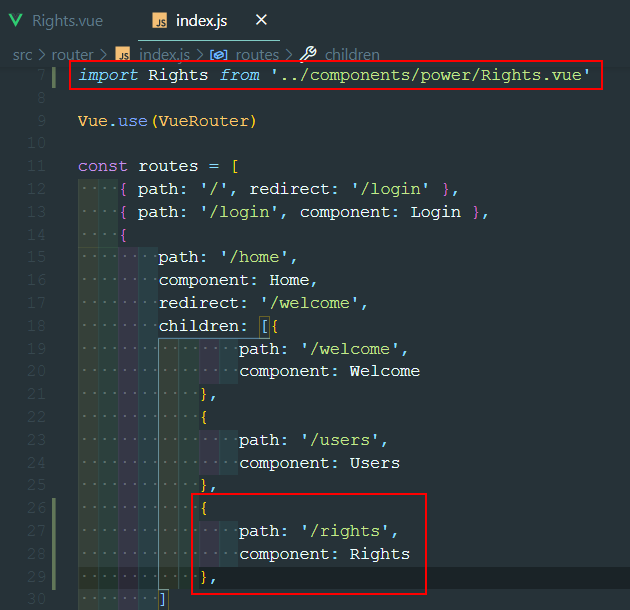 Rights.vue JS index.js ×
src > router > JS index.js > routes > children
7 import Rights from '../components/power/Rights.vue'
8
9 Vue.use(VueRouter)
10
11 const routes = [
12 { path: '/', redirect: '/login' },
13 { path: '/login', component: Login },
14 {
15 path: '/home',
16 component: Home,
17 redirect: '/welcome',
18 children: [{
19 path: '/welcome',
20 component: Welcome
21 },
22 {
23 path: '/users',
24 component: Users
25 },
26 {
27 path: '/rights',
28 component: Rights
29 },
30 ]